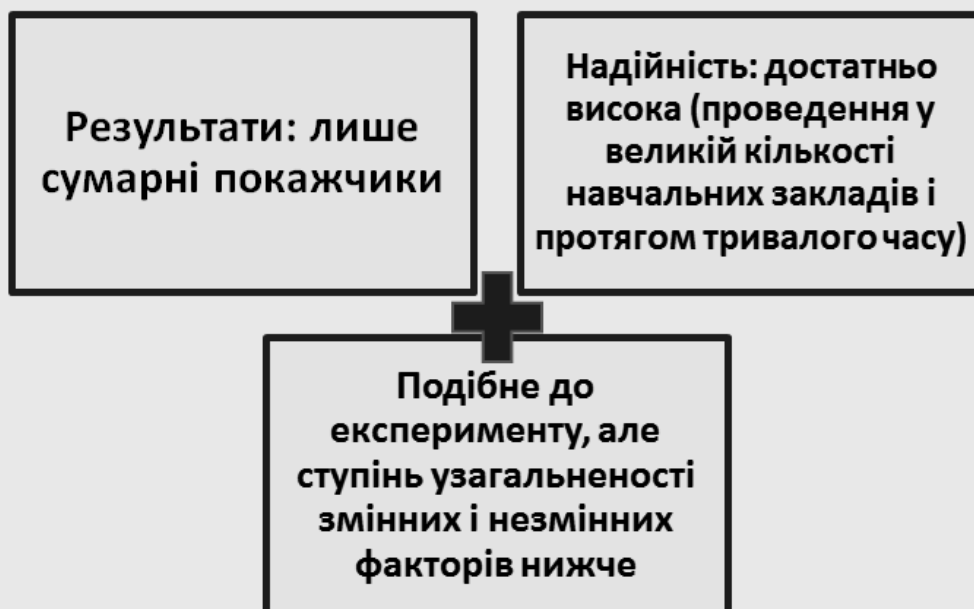 Результати: лише
сумарні покажчики
Надійність: достатньо
висока (проведення у
великій кількості
навчальних закладів і
протягом тривалого часу)
Подібне до
експерименту, але
ступінь узагальненості
змінних і незмінних
факторів нижче